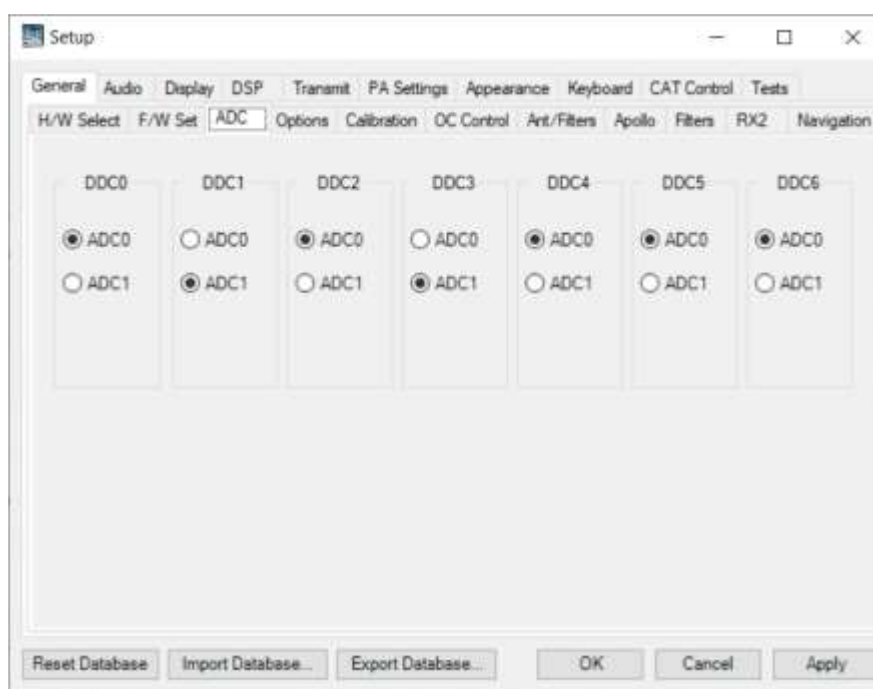 Setup
General Audio Display DSP Transmit PA Settings Appearance Keyboard CAT Control Tests
H/W Select F/W Set ADC Options Calibration OC Control Ant/Filters Apollo Filters RX2 Navigation
DDC0 DDC1 DDC2 DDC3 DDC4 DDC5 DDC6
ADC0 ADC0 ADC0 ADC0 ADC0 ADC0 ADC0
ADC1 ADC1 ADC1 ADC1 ADC1 ADC1 ADC1
Reset Database Import Database... Export Database... OK Cancel Apply